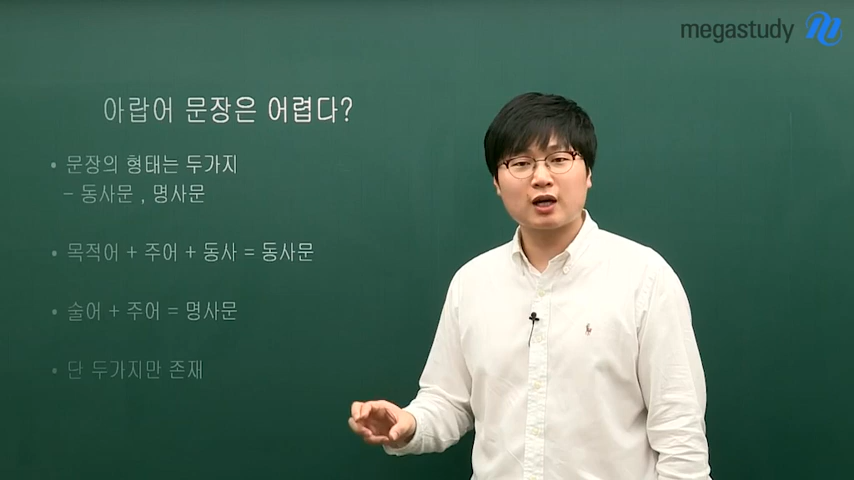 megastudy
아랍어 문장은 어렵다?
• 문장의 형태는 두가지
– 동사문 , 명사문
• 목적어 + 주어 + 동사 = 동사문
• 술어 + 주어 = 명사문
• 단 두가지만 존재